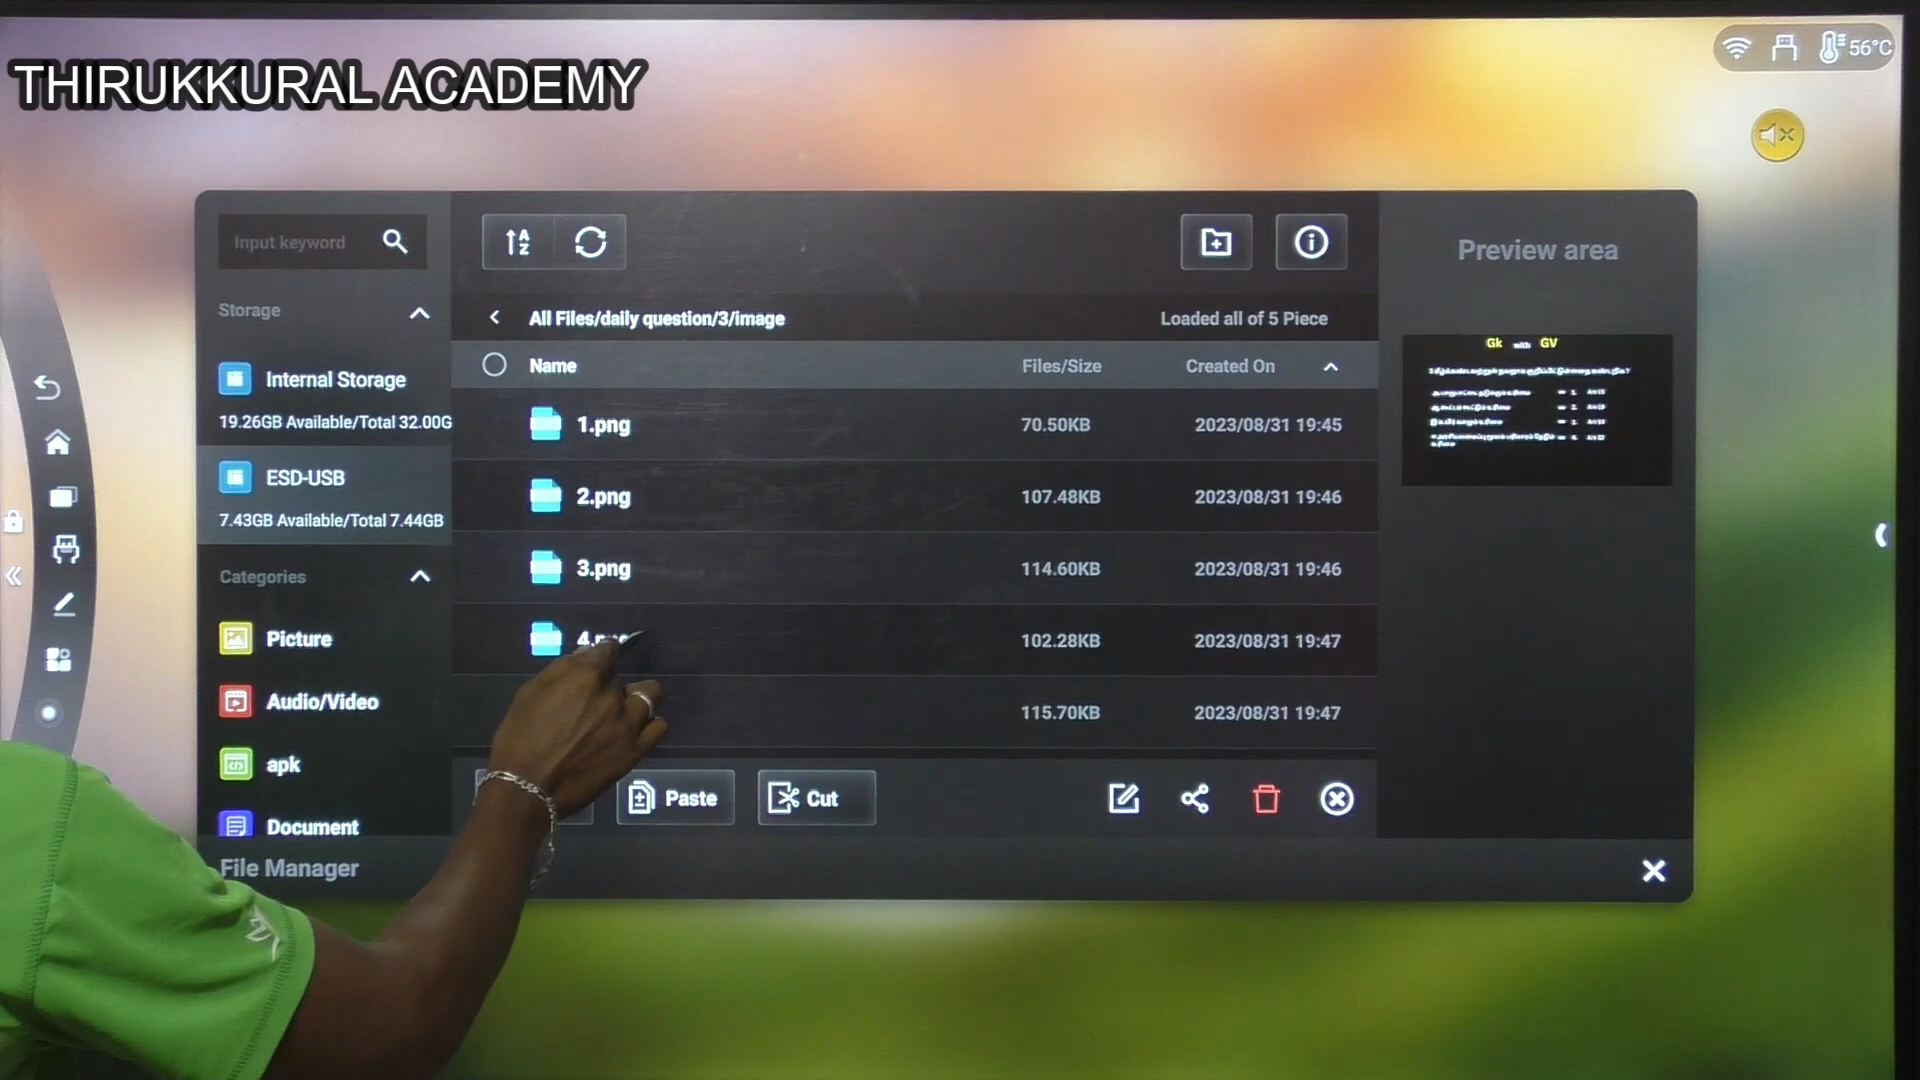 THIRUKKURAL ACADEMY
56°C
Input keyword
Preview area
Storage
All Files/daily question/3/image
Loaded all of 5 Piece
Name
Files/Size
Created On
Gk with GV
Internal Storage
19.26GB Available/Total 32.00G
1.png
70.50KB
2023/08/31 19:45
ESD-USB
7.43GB Available/Total 7.44GB
2.png
107.48KB
2023/08/31 19:46
Categories
3.png
114.60KB
2023/08/31 19:46
Picture
4.png
102.28KB
2023/08/31 19:47
Audio/Video
115.70KB
2023/08/31 19:47
apk
Paste
Cut
Document
File Manager